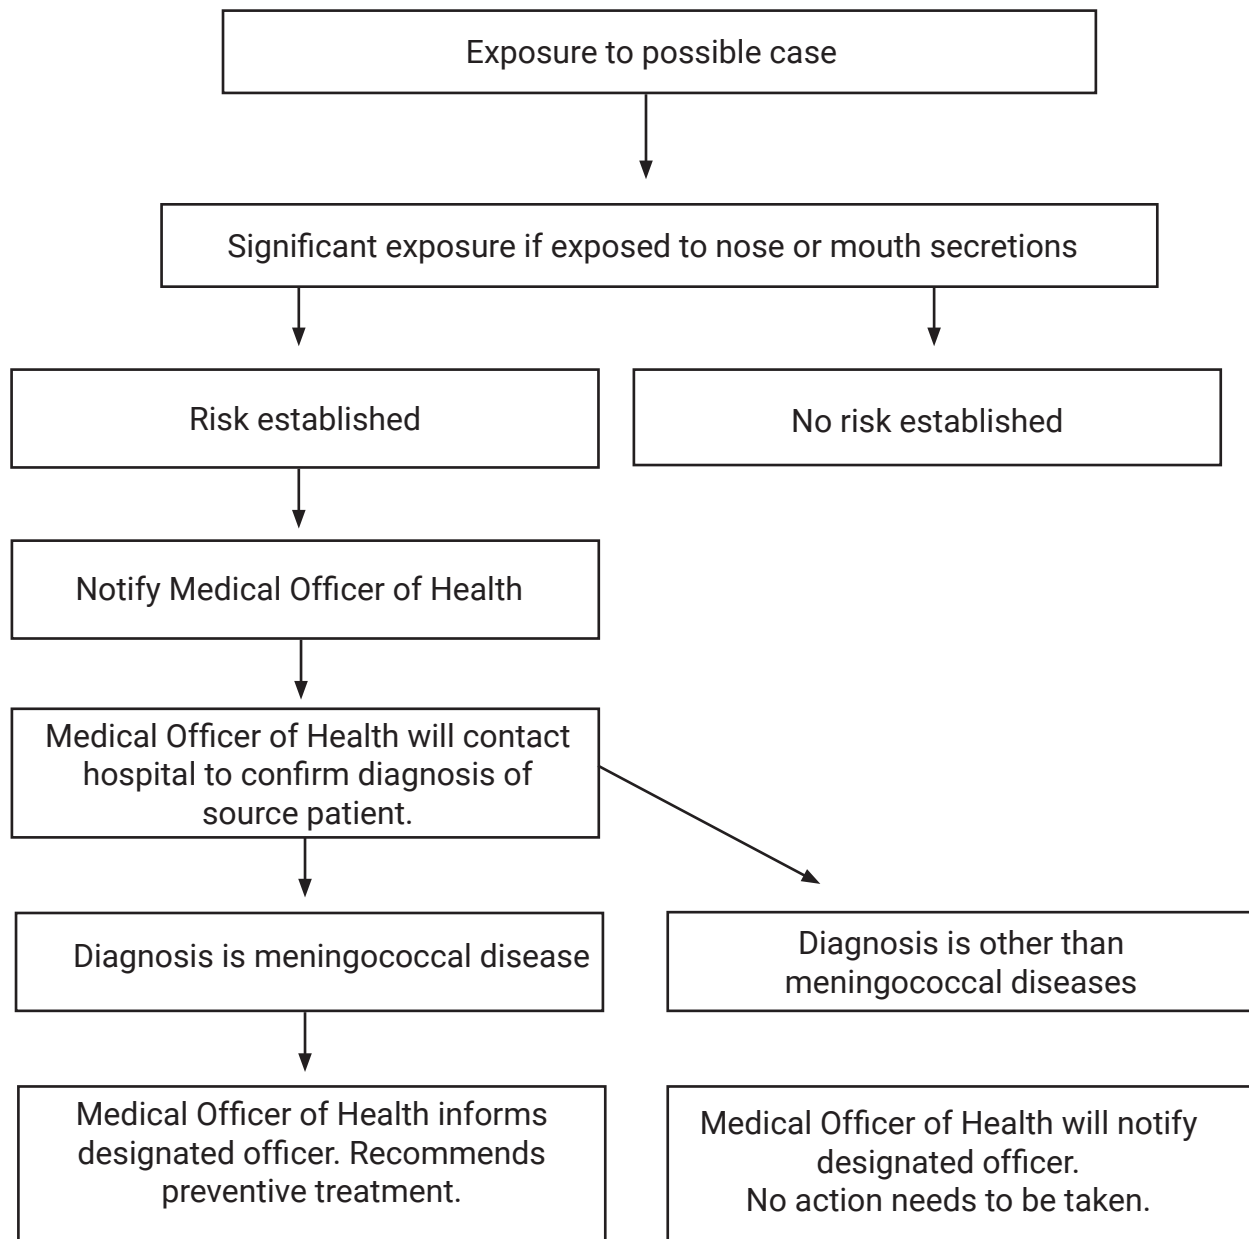 Exposure to possible case
Significant exposure if exposed to nose or mouth secretions
Risk established
No risk established
Notify Medical Officer of Health
Medical Officer of Health will contact
hospital to confirm diagnosis of
source patient.
Diagnosis is meningococcal disease
Diagnosis is other than
meningococcal diseases
Medical Officer of Health informs
designated officer. Recommends
preventive treatment.
Medical Officer of Health will notify
designated officer.
No action needs to be taken.